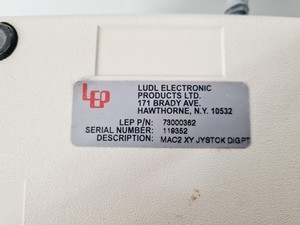 LEP
LUDL ELECTRONIC
PRODUCTS LTD.
171 BRADY AVE.
HAWTHORNE, N.Y. 10532
LEP P/N: 73000362
SERIAL NUMBER: 119352
DESCRIPTION: MAC2 XY JYSTCK DIGPT